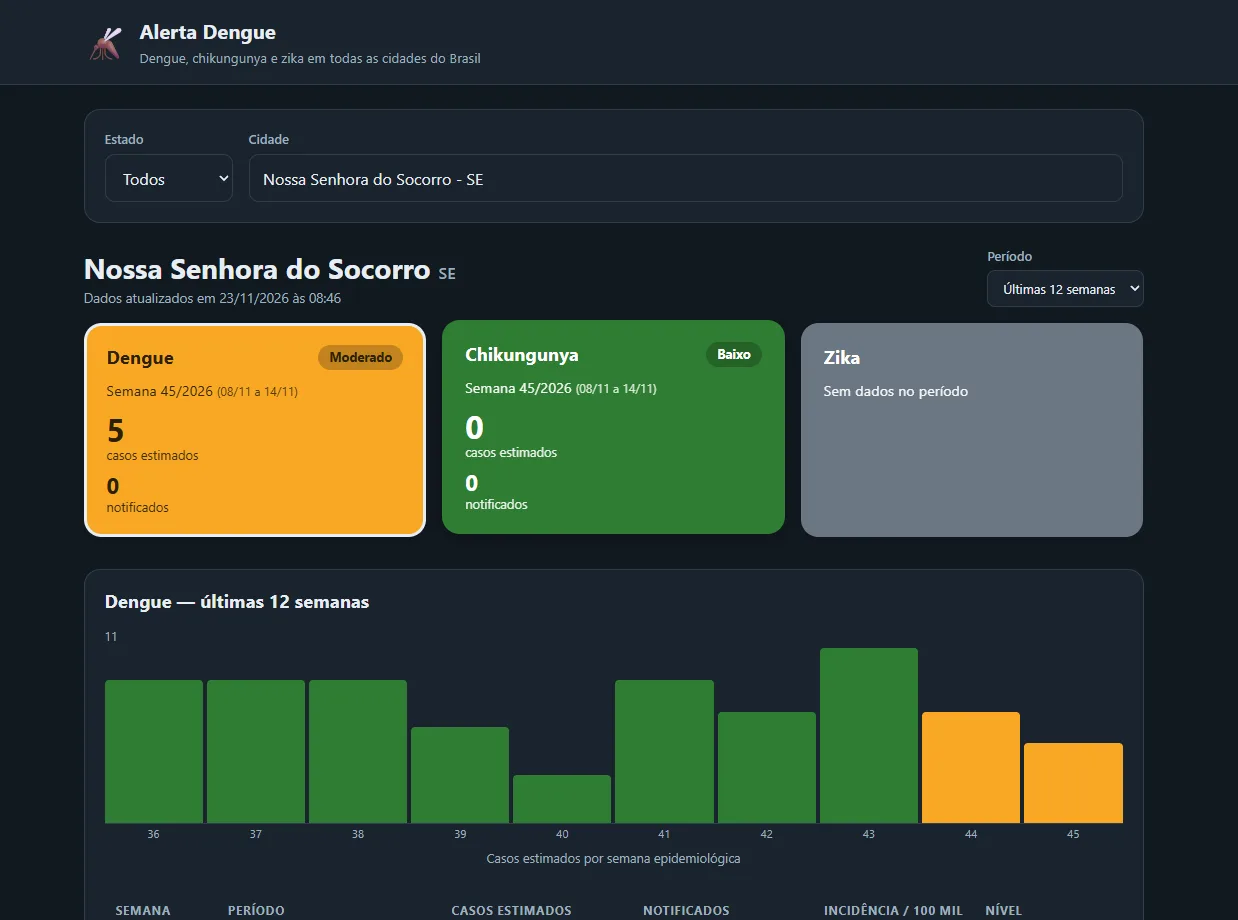 Alerta Dengue
Dengue, chikungunya e zika em todas as cidades do Brasil
Estado
Cidade
Todos
Nossa Senhora do Socorro - SE
Nossa Senhora do Socorro SE
Dados atualizados em 23/11/2026 às 08:46
Período
Últimas 12 semanas
Dengue
Moderado
Semana 45/2026 (08/11 a 14/11)
5
casos estimados
0
notificados
Chikungunya
Baixo
Semana 45/2026 (08/11 a 14/11)
0
casos estimados
0
notificados
Zika
Sem dados no período
Dengue — últimas 12 semanas
11
36 37 38 39 40 41 42 43 44 45
Casos estimados por semana epidemiológica
SEMANA PERÍODO CASOS ESTIMADOS NOTIFICADOS INCIDÊNCIA / 100 MIL NÍVEL